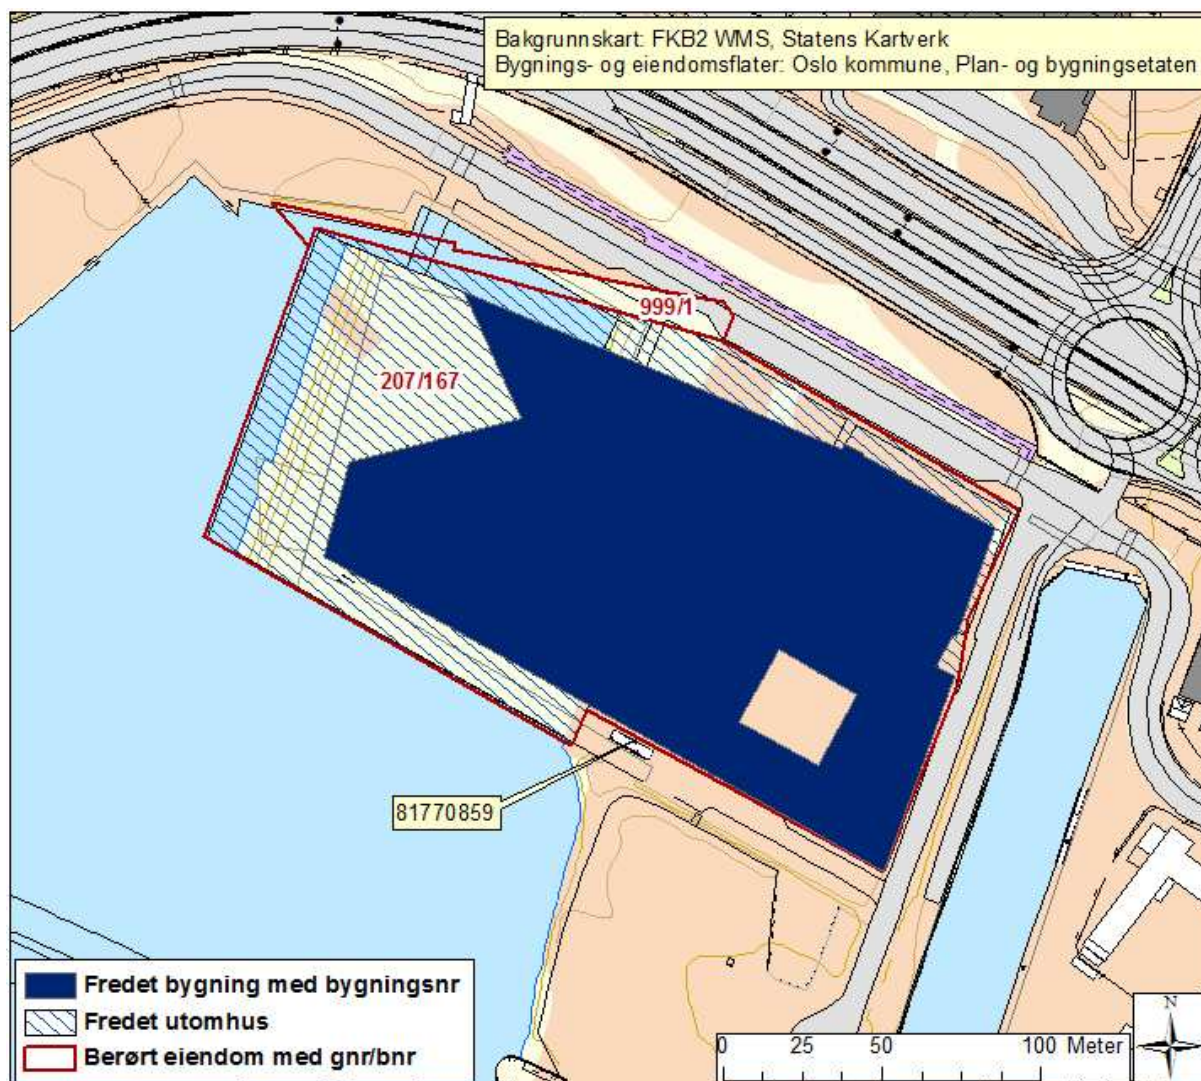 Bakgrunnskart: FKB2 WMS, Statens Kartverk
Bygnings- og eiendomsflater: Oslo kommune, Plan- og bygningsetaten
999/1
207/167
81770859
Fredet bygning med bygningsnr
Fredet utomhus
Berørt eiendom med gnr/bnr
N
0 25 50 100 Meter